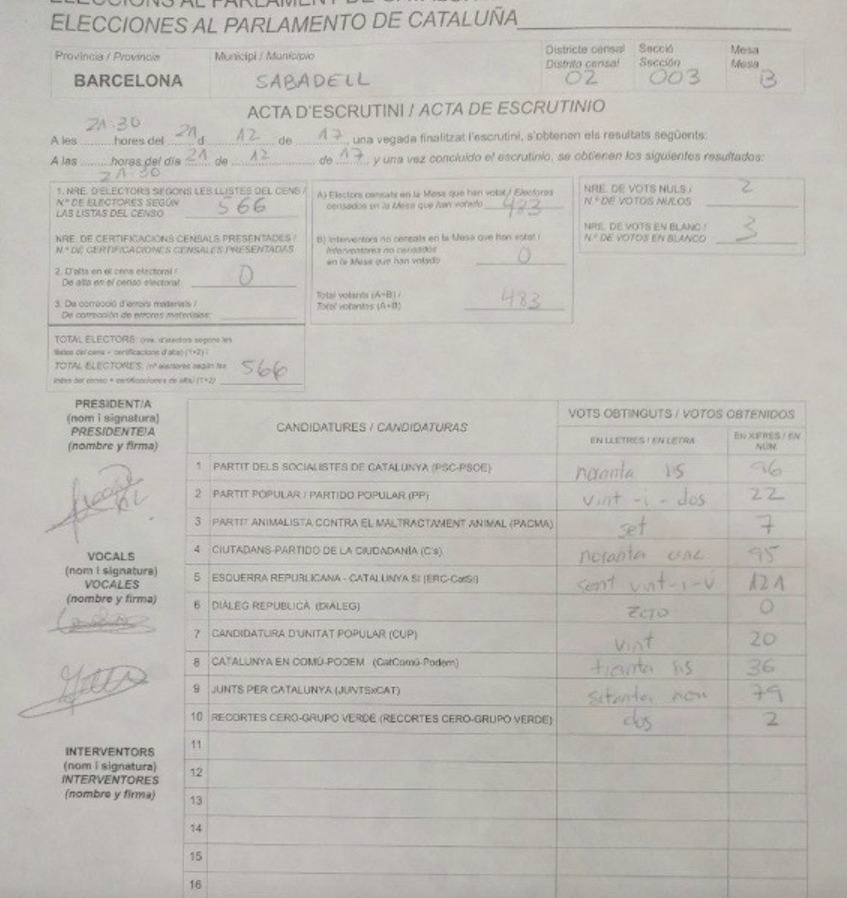 ELECCIONS AL PARLAMENT DE
ELECCIONES AL PARLAMENTO DE CATALUÑA
Província / Provincia
BARCELONA
Municipi / Municipio
SABADELL
Districte censal
Distrito censal
02
Secció
Sección
003
Mesa
Mesa
B
ACTA D'ESCRUTINI / ACTA DE ESCRUTINIO
21:30
A les ........ hores del 21 d 12 de 17, una vegada finalitzat l'escrutini, s'obtenen els resultats següents:
A las ........ horas del día 21 de 12 de 17 y una vez concluido el escrutinio, se obtienen los siguientes resultados:
21:30
1. NRE. D'ELECTORS SEGONS LES LLISTES DEL CENS /
N.º DE ELECTORES SEGÚN
LAS LISTAS DEL CENSO
566
NRE. DE CERTIFICACIONS CENSALS PRESENTADES /
N.º DE CERTIFICACIONES CENSALES PRESENTADAS
2. D'alta en el cens electoral /
De alta en el censo electoral
0
3. De correcció d'errors materials /
De corrección de errores materiales:
TOTAL ELECTORS: (nre. d'electors segons les
llistes del cens + certificacions d'alta) (1+2) /
TOTAL ELECTORES: (nº electores según las
listas del censo + certificaciones de alta) (1+2)
566
A) Electors censats en la Mesa que han votat / Electores
censados en la Mesa que han votado
483
B) Interventors no censats en la Mesa que han votat /
Interventores no censados
en la Mesa que han votado
0
Total votants (A+B) /
Total votantes (A+B)
483
NRE. DE VOTS NULS /
N.º DE VOTOS NULOS
2
NRE. DE VOTS EN BLANC /
N.º DE VOTOS EN BLANCO
3
PRESIDENT/A
(nom i signatura)
PRESIDENTE/A
(nombre y firma)
VOCALS
(nom i signatura)
VOCALES
(nombre y firma)
INTERVENTORS
(nom i signatura)
INTERVENTORES
(nombre y firma)
CANDIDATURES / CANDIDATURAS
VOTS OBTINGUTS / VOTOS OBTENIDOS
EN LLETRES / EN LETRA
EN XIFRES / EN
NÚM.
1 PARTIT DELS SOCIALISTES DE CATALUNYA (PSC-PSOE) noranta sis 96
2 PARTIT POPULAR / PARTIDO POPULAR (PP) vint-i-dos 22
3 PARTIT ANIMALISTA CONTRA EL MALTRACTAMENT ANIMAL (PACMA) set 7
4 CIUTADANS-PARTIDO DE LA CIUDADANÍA (C's) noranta cinc 95
5 ESQUERRA REPUBLICANA - CATALUNYA SÍ (ERC-CatSí) cent vint-i-ú 121
6 DIÀLEG REPUBLICÀ (DIÀLEG) zero 0
7 CANDIDATURA D'UNITAT POPULAR (CUP) vint 20
8 CATALUNYA EN COMÚ-PODEM (CatComú-Podem) trenta sis 36
9 JUNTS PER CATALUNYA (JUNTSxCAT) setanta nou 79
10 RECORTES CERO-GRUPO VERDE (RECORTES CERO-GRUPO VERDE) dos 2
11
12
13
14
15
16